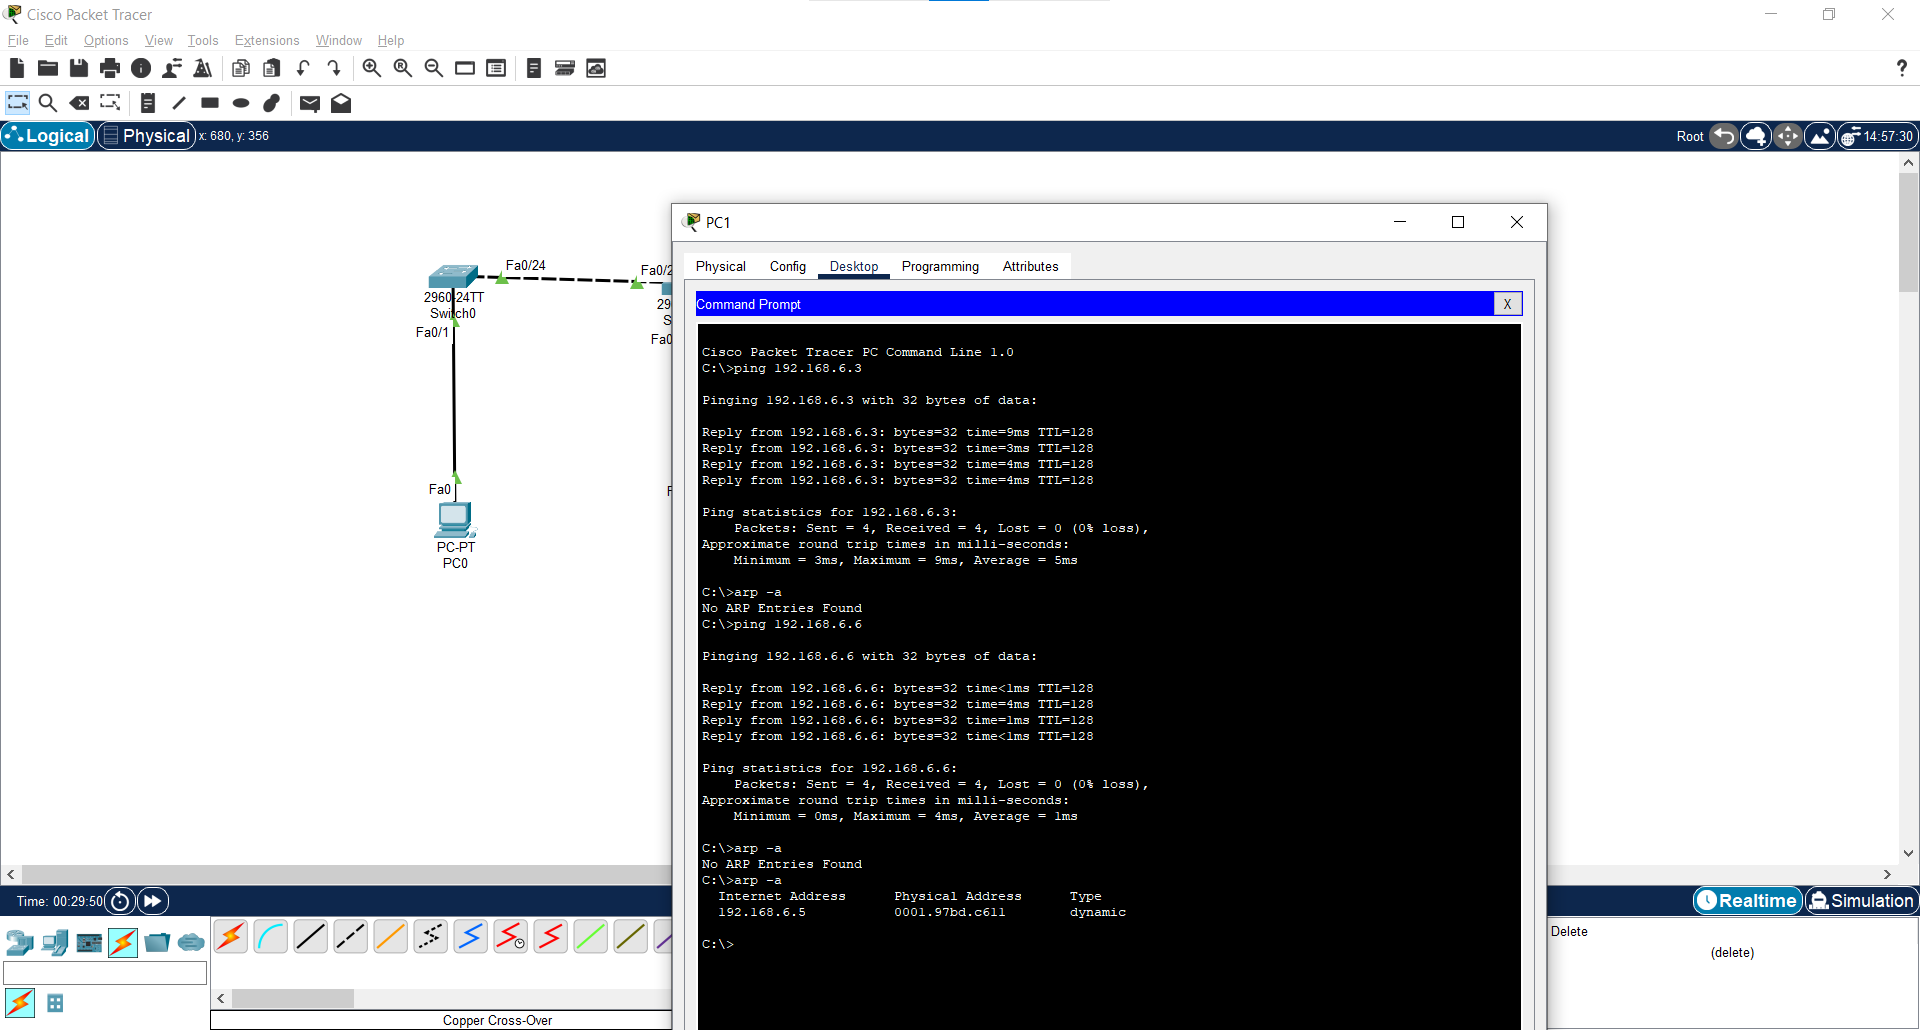 Cisco Packet Tracer
File Edit Options View Tools Extensions Window Help
Logical Physical x: 680, y: 356 Root 14:57:30
PC1
Physical Config Desktop Programming Attributes
Command Prompt X
Fa0/24
Fa0/2
2960-24TT
Switch0
Fa0/1
29
S
Fa0
Fa0
F
PC-PT
PC0
Cisco Packet Tracer PC Command Line 1.0
C:\>ping 192.168.6.3
Pinging 192.168.6.3 with 32 bytes of data:
Reply from 192.168.6.3: bytes=32 time=9ms TTL=128
Reply from 192.168.6.3: bytes=32 time=3ms TTL=128
Reply from 192.168.6.3: bytes=32 time=4ms TTL=128
Reply from 192.168.6.3: bytes=32 time=4ms TTL=128
Ping statistics for 192.168.6.3:
Packets: Sent = 4, Received = 4, Lost = 0 (0% loss),
Approximate round trip times in milli-seconds:
Minimum = 3ms, Maximum = 9ms, Average = 5ms
C:\>arp -a
No ARP Entries Found
C:\>ping 192.168.6.6
Pinging 192.168.6.6 with 32 bytes of data:
Reply from 192.168.6.6: bytes=32 time<1ms TTL=128
Reply from 192.168.6.6: bytes=32 time=4ms TTL=128
Reply from 192.168.6.6: bytes=32 time=1ms TTL=128
Reply from 192.168.6.6: bytes=32 time<1ms TTL=128
Ping statistics for 192.168.6.6:
Packets: Sent = 4, Received = 4, Lost = 0 (0% loss),
Approximate round trip times in milli-seconds:
Minimum = 0ms, Maximum = 4ms, Average = 1ms
C:\>arp -a
No ARP Entries Found
C:\>arp -a
Internet Address Physical Address Type
192.168.6.5 0001.97bd.c611 dynamic
C:\>
Time: 00:29:50
Realtime Simulation
Delete
(delete)
Copper Cross-Over